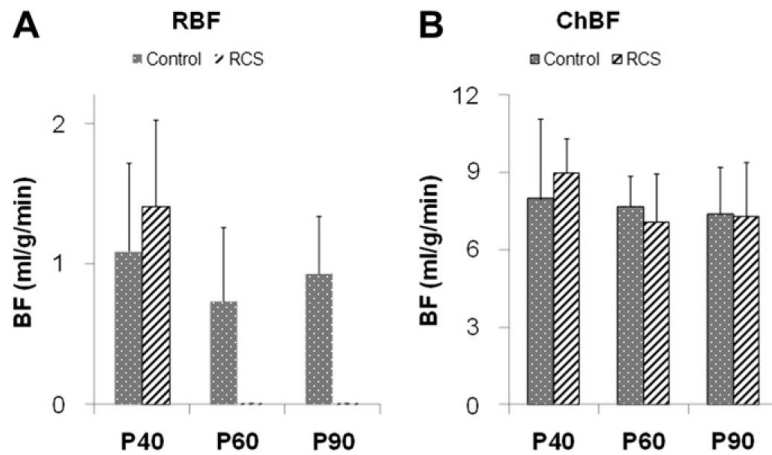 A RBF
Control RCS
BF (ml/g/min)
2
1
0
P40 P60 P90
B ChBF
Control RCS
BF (ml/g/min)
12
9
6
3
0
P40 P60 P90